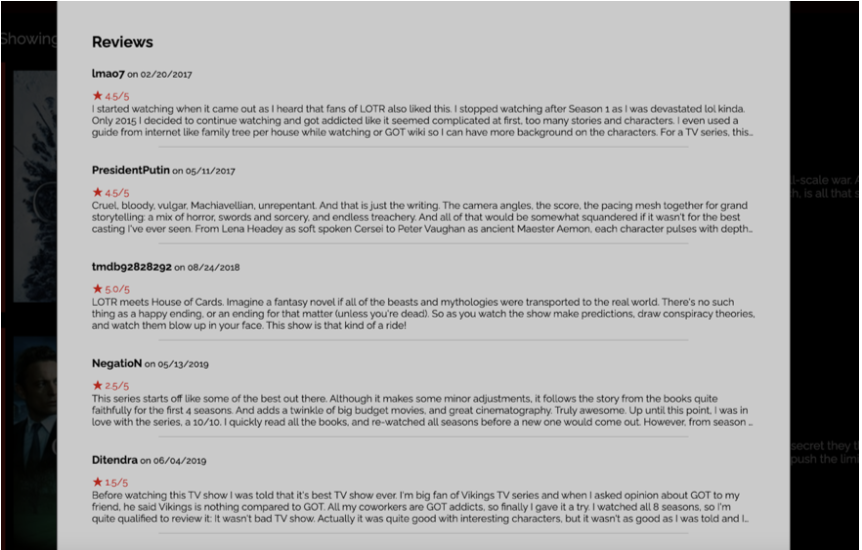 Showing
Reviews
lmao7 on 02/20/2017
★ 4.5/5
I started watching when it came out as I heard that fans of LOTR also liked this. I stopped watching after Season 1 as I was devastated lol kinda.
Only 2015 I decided to continue watching and got addicted like it seemed complicated at first, too many stories and characters. I even used a
guide from internet like family tree per house while watching or GOT wiki so I can have more background on the characters. For a TV series, this...
PresidentPutin on 05/11/2017
★ 4.5/5
Cruel, bloody, vulgar, Machiavellian, unrepentant. And that is just the writing. The camera angles, the score, the pacing mesh together for grand
storytelling: a mix of horror, swords and sorcery, and endless treachery. And all of that would be somewhat squandered if it wasn't for the best
casting I've ever seen. From Lena Headey as soft spoken Cersei to Peter Vaughan as ancient Maester Aemon, each character pulses with depth...
tmdb92828292 on 08/24/2018
★ 5.0/5
LOTR meets House of Cards. Imagine a fantasy novel if all of the beasts and mythologies were transported to the real world. There's no such
thing as a happy ending, or an ending for that matter (unless you're dead). So as you watch the show make predictions, draw conspiracy theories,
and watch them blow up in your face. This show is that kind of a ride!
NegatioN on 05/13/2019
★ 2.5/5
This series starts off like some of the best out there. Although it makes some minor adjustments, it follows the story from the books quite
faithfully for the first 4 seasons. And adds a twinkle of big budget movies, and great cinematography. Truly awesome. Up until this point, I was in
love with the series, a 10/10. I quickly read all the books, and re-watched all seasons before a new one would come out. However, from season ...
Ditendra on 06/04/2019
★ 1.5/5
Before watching this TV show I was told that it's best TV show ever. I'm big fan of Vikings TV series and when I asked opinion about GOT to my
friend, he said Vikings is nothing compared to GOT. All my coworkers are GOT addicts, so finally I gave it a try. I watched all 8 seasons, so I'm
quite qualified to review it: It wasn't bad TV show. Actually it was quite good with interesting characters, but it wasn't as good as I was told and I...
l-scale war. A
h, is all that s
secret they th
push the limi